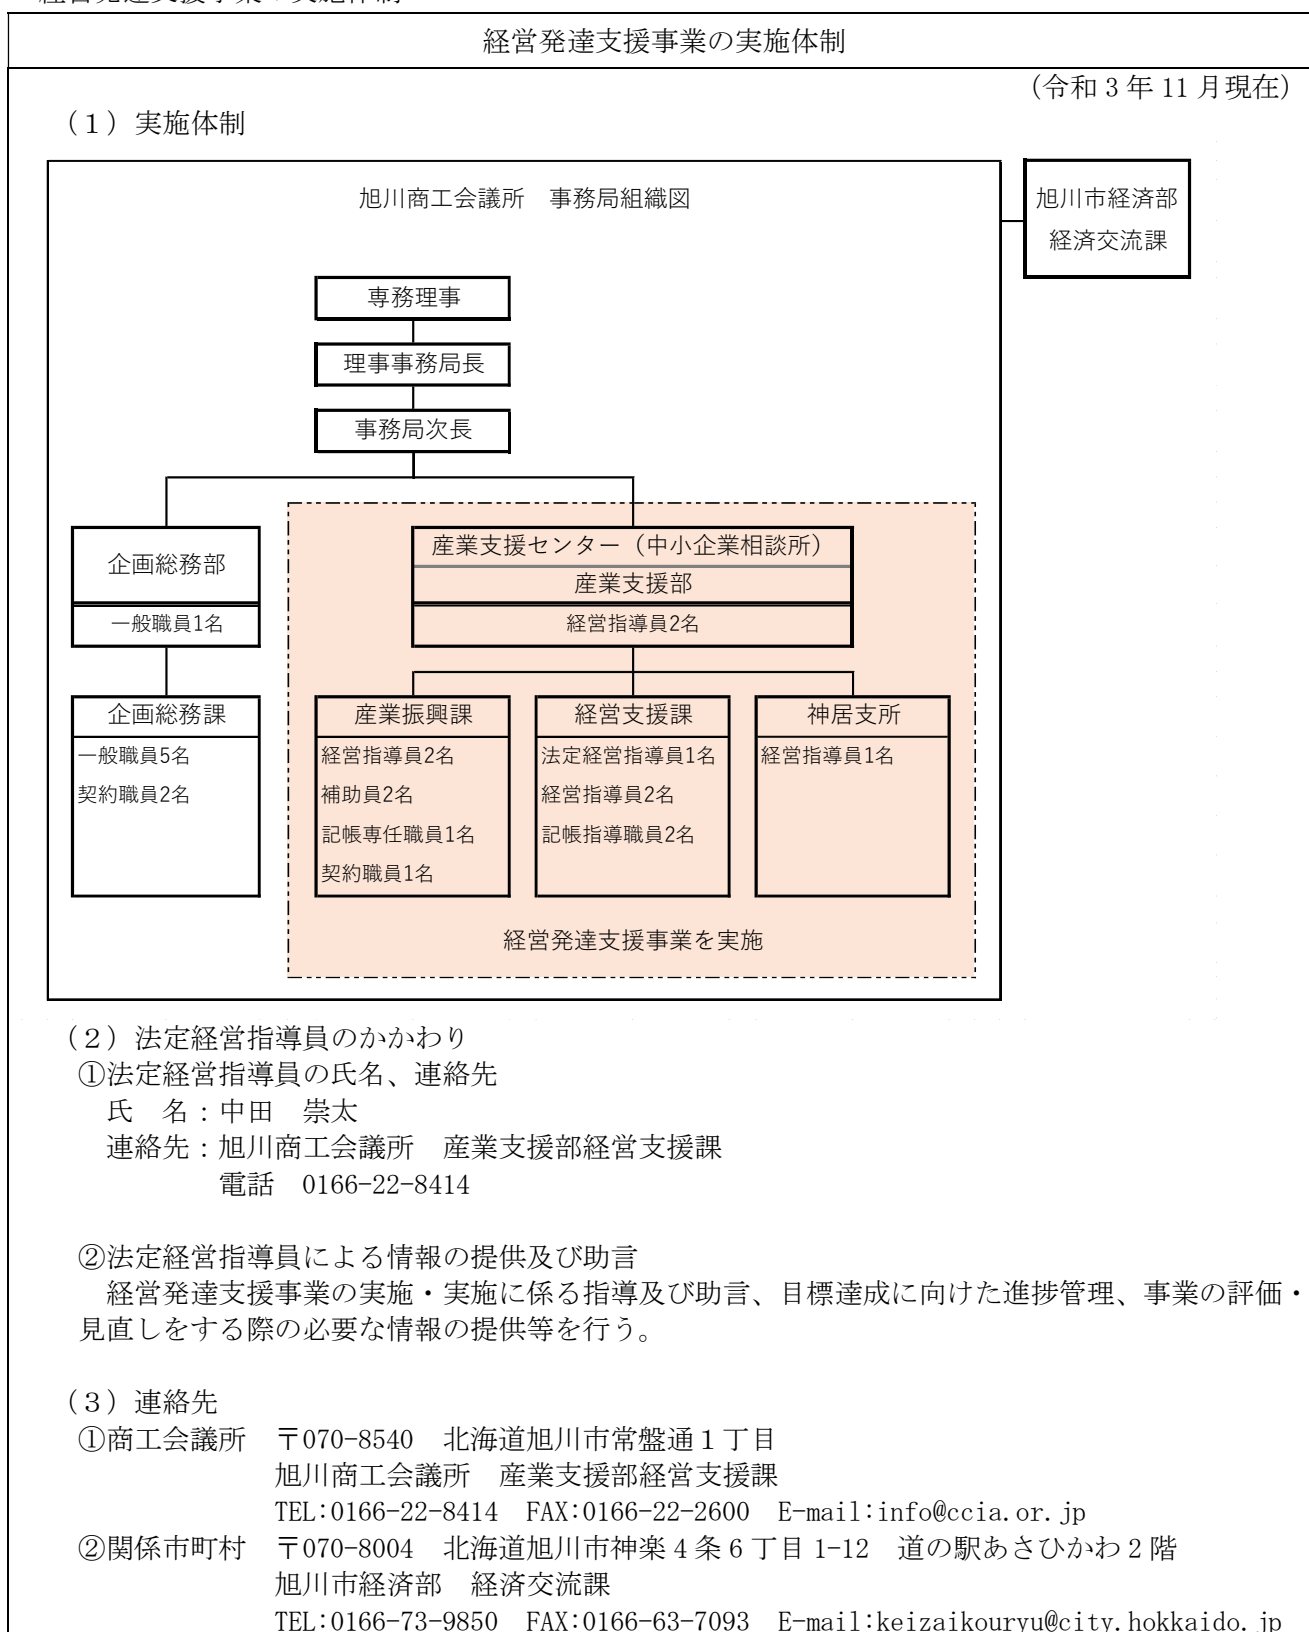 経営発達支援事業の実施体制
経営発達支援事業の実施体制
(令和 3 年 11 月現在)
(1)実施体制
旭川商工会議所　事務局組織図
旭川市経済部
経済交流課
専務理事
理事事務局長
事務局次長
企画総務部
一般職員1名
産業支援センター(中小企業相談所)
産業支援部
経営指導員2名
企画総務課
一般職員5名
契約職員2名
産業振興課
経営指導員2名
補助員2名
記帳専任職員1名
契約職員1名
経営支援課
法定経営指導員1名
経営指導員2名
記帳指導職員2名
神居支所
経営指導員1名
経営発達支援事業を実施
(2)法定経営指導員のかかわり
①法定経営指導員の氏名、連絡先
氏　名:中田　崇太
連絡先:旭川商工会議所　産業支援部経営支援課
電話　0166-22-8414
②法定経営指導員による情報の提供及び助言
経営発達支援事業の実施・実施に係る指導及び助言、目標達成に向けた進捗管理、事業の評価・
見直しをする際の必要な情報の提供等を行う。
(3)連絡先
①商工会議所　〒070-8540　北海道旭川市常盤通1丁目
旭川商工会議所　産業支援部経営支援課
TEL:0166-22-8414　FAX:0166-22-2600　E-mail:info@ccia.or.jp
②関係市町村　〒070-8004　北海道旭川市神楽 4 条 6 丁目 1-12　道の駅あさひかわ 2 階
旭川市経済部　経済交流課
TEL:0166-73-9850　FAX:0166-63-7093　E-mail:keizaikouryu@city.hokkaido.jp